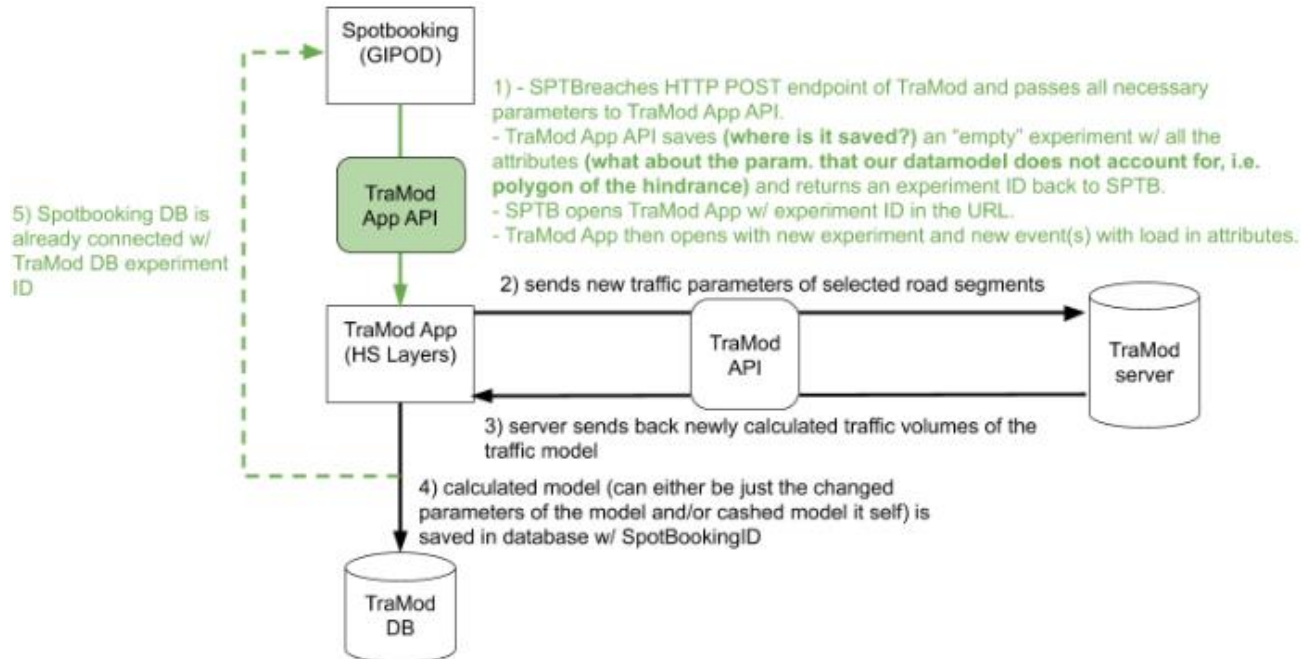 Spotbooking
(GIPOD)
1) - SPTBreaches HTTP POST endpoint of TraMod and passes all necessary
parameters to TraMod App API.
- TraMod App API saves (where is it saved?) an "empty" experiment w/ all the
attributes (what about the param. that our datamodel does not account for, i.e.
polygon of the hindrance) and returns an experiment ID back to SPTB.
- SPTB opens TraMod App w/ experiment ID in the URL.
- TraMod App then opens with new experiment and new event(s) with load in attributes.
TraMod
App API
5) Spotbooking DB is
already connected w/
TraMod DB experiment
ID
2) sends new traffic parameters of selected road segments
TraMod App
(HS Layers)
TraMod
API
TraMod
server
3) server sends back newly calculated traffic volumes of the
traffic model
4) calculated model (can either be just the changed
parameters of the model and/or cashed model it self) is
saved in database w/ SpotBookingID
TraMod
DB